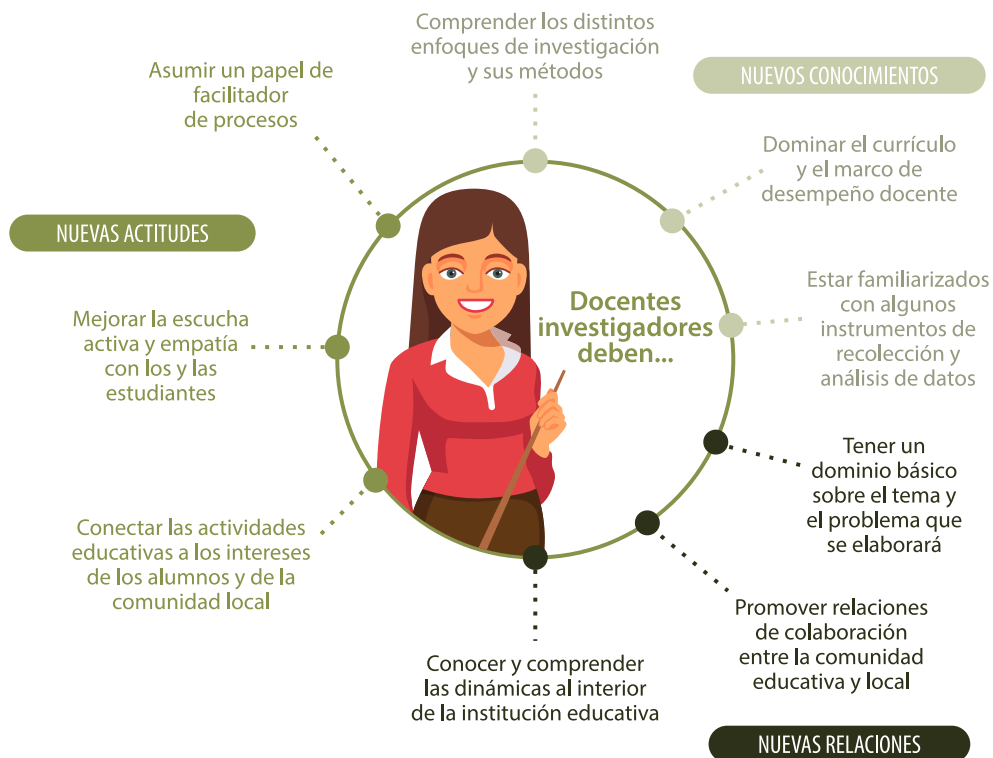 Comprender los distintos
enfoques de investigación
y sus métodos
NUEVOS CONOCIMIENTOS
Asumir un papel de
facilitador
de procesos
Dominar el currículo
y el marco de
desempeño docente
NUEVAS ACTITUDES
Estar familiarizados
con algunos
instrumentos de
recolección y
análisis de datos
Docentes
investigadores
deben...
Mejorar la escucha
activa y empatía
con los y las
estudiantes
Tener un
dominio básico
sobre el tema y
el problema que
se elaborará
Conectar las actividades
educativas a los intereses
de los alumnos y de la
comunidad local
Promover relaciones
de colaboración
entre la comunidad
educativa y local
Conocer y comprender
las dinámicas al interior
de la institución educativa
NUEVAS RELACIONES